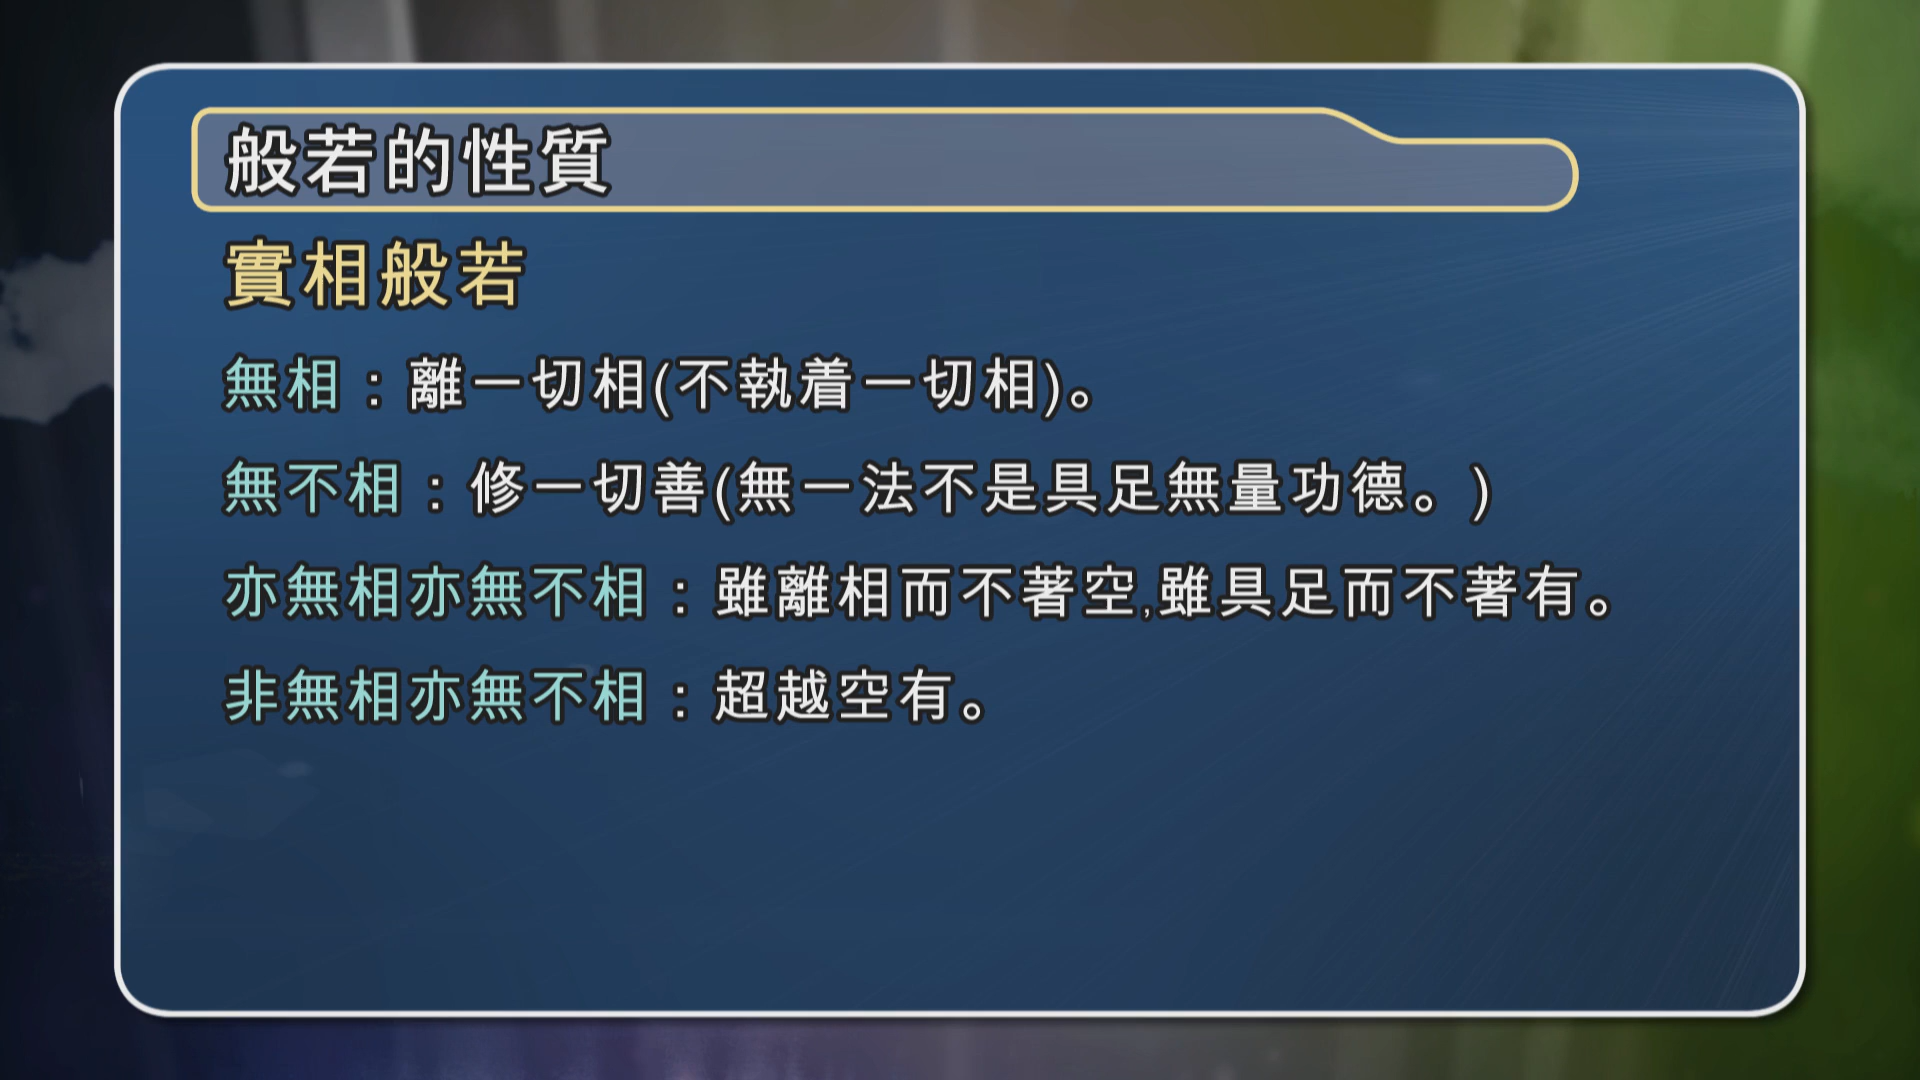 般若的性質
實相般若
無相：離一切相(不執着一切相)。
無不相：修一切善(無一法不是具足無量功德。)
亦無相亦無不相：雖離相而不著空,雖具足而不著有。
非無相亦無不相：超越空有。